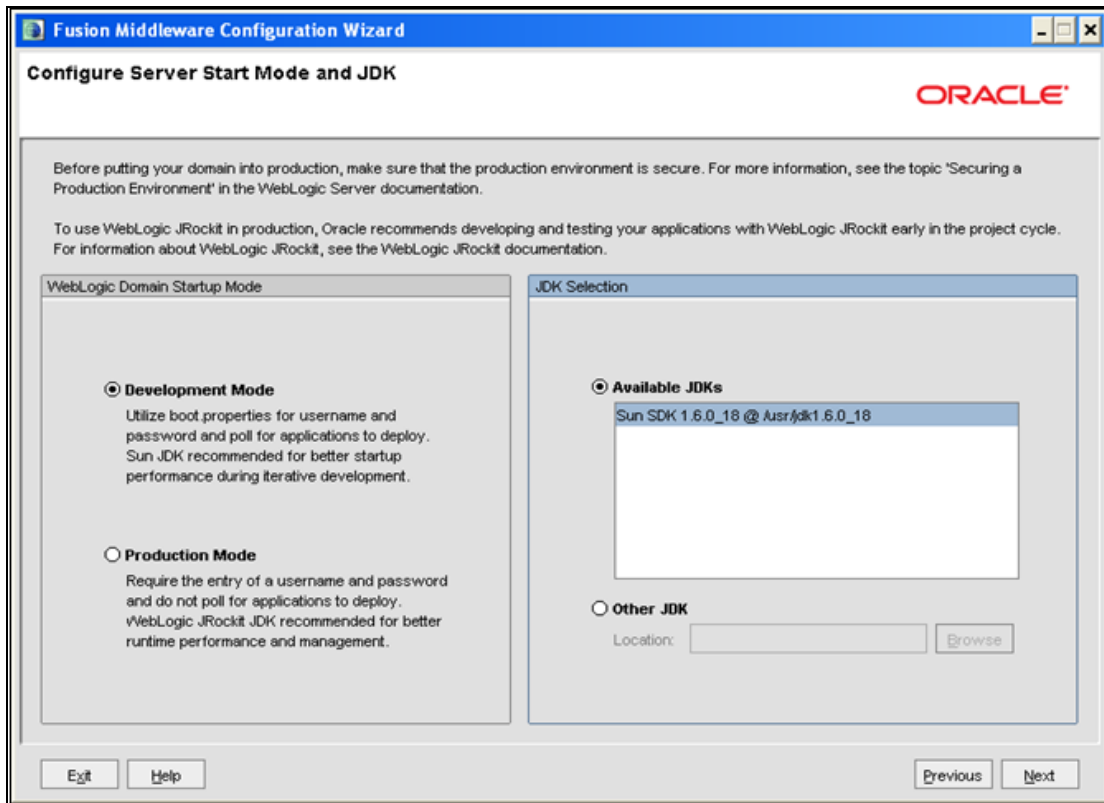 Fusion Middleware Configuration Wizard
Configure Server Start Mode and JDK
ORACLE
Before putting your domain into production, make sure that the production environment is secure. For more information, see the topic 'Securing a
Production Environment' in the WebLogic Server documentation.
To use WebLogic JRockit in production, Oracle recommends developing and testing your applications with WebLogic JRockit early in the project cycle.
For information about WebLogic JRockit, see the WebLogic JRockit documentation.
WebLogic Domain Startup Mode
Development Mode
Utilize boot.properties for username and
password and poll for applications to deploy.
Sun JDK recommended for better startup
performance during iterative development.
Production Mode
Require the entry of a username and password
and do not poll for applications to deploy.
WebLogic JRockit JDK recommended for better
runtime performance and management.
JDK Selection
Available JDKs
Sun SDK 1.6.0_18 @ /usr/jdk1.6.0_18
Other JDK
Location:
Browse
Exit
Help
Previous
Next